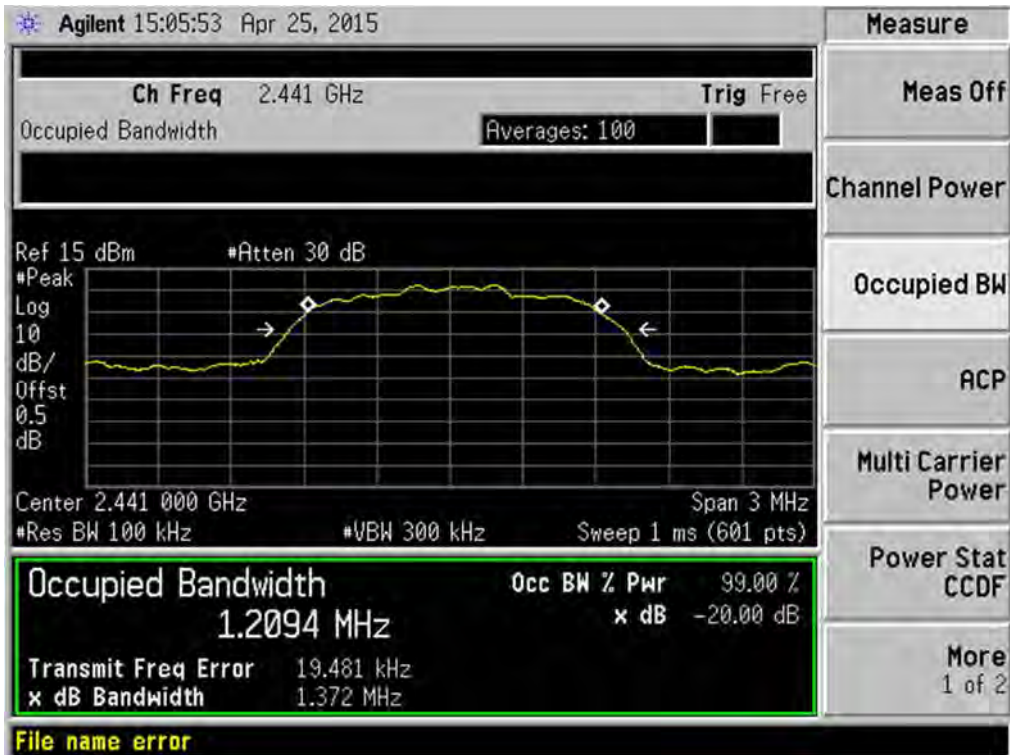 Agilent 15:05:53 Apr 25, 2015
Measure
Ch Freq 2.441 GHz Trig Free
Occupied Bandwidth Averages: 100
Ref 15 dBm #Atten 30 dB
#Peak
Log
10
dB/
Offst
0.5
dB
Center 2.441 000 GHz Span 3 MHz
#Res BW 100 kHz #VBW 300 kHz Sweep 1 ms (601 pts)
Occupied Bandwidth Occ BW % Pwr 99.00 %
1.2094 MHz x dB -20.00 dB
Transmit Freq Error 19.481 kHz
x dB Bandwidth 1.372 MHz
File name error
Meas Off
Channel Power
Occupied BW
ACP
Multi Carrier
Power
Power Stat
CCDF
More
1 of 2